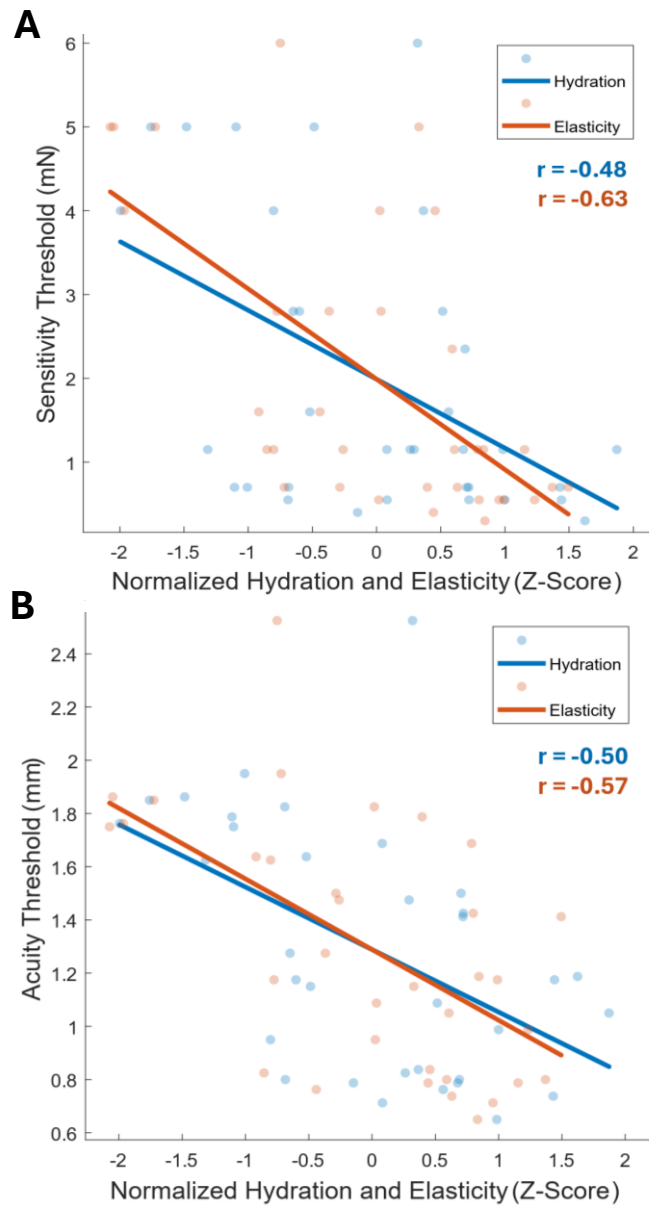 A
6
5
4
3
2
1
Sensitivity Threshold (mN)
Hydration
Elasticity
r = -0.48
r = -0.63
-2 -1.5 -1 -0.5 0 0.5 1 1.5 2
Normalized Hydration and Elasticity (Z-Score)
B
2.4
2.2
2
1.8
1.6
1.4
1.2
1
0.8
0.6
Acuity Threshold (mm)
Hydration
Elasticity
r = -0.50
r = -0.57
-2 -1.5 -1 -0.5 0 0.5 1 1.5 2
Normalized Hydration and Elasticity (Z-Score)